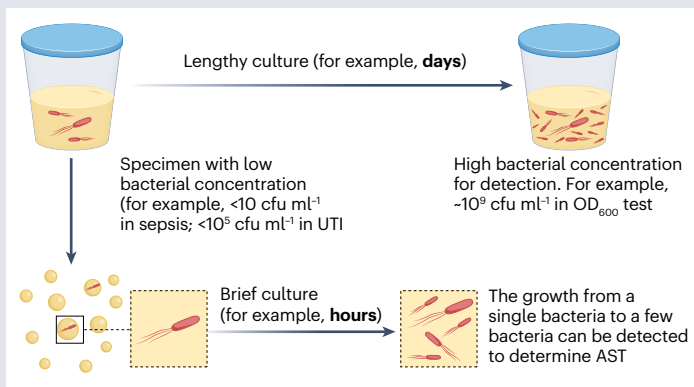 Lengthy culture (for example, days)
Specimen with low
bacterial concentration
(for example, <10 cfu ml⁻¹
in sepsis; <10⁵ cfu ml⁻¹ in UTI
High bacterial concentration
for detection. For example,
~10⁹ cfu ml⁻¹ in OD₆₀₀ test
Brief culture
(for example, hours)
The growth from a
single bacteria to a few
bacteria can be detected
to determine AST